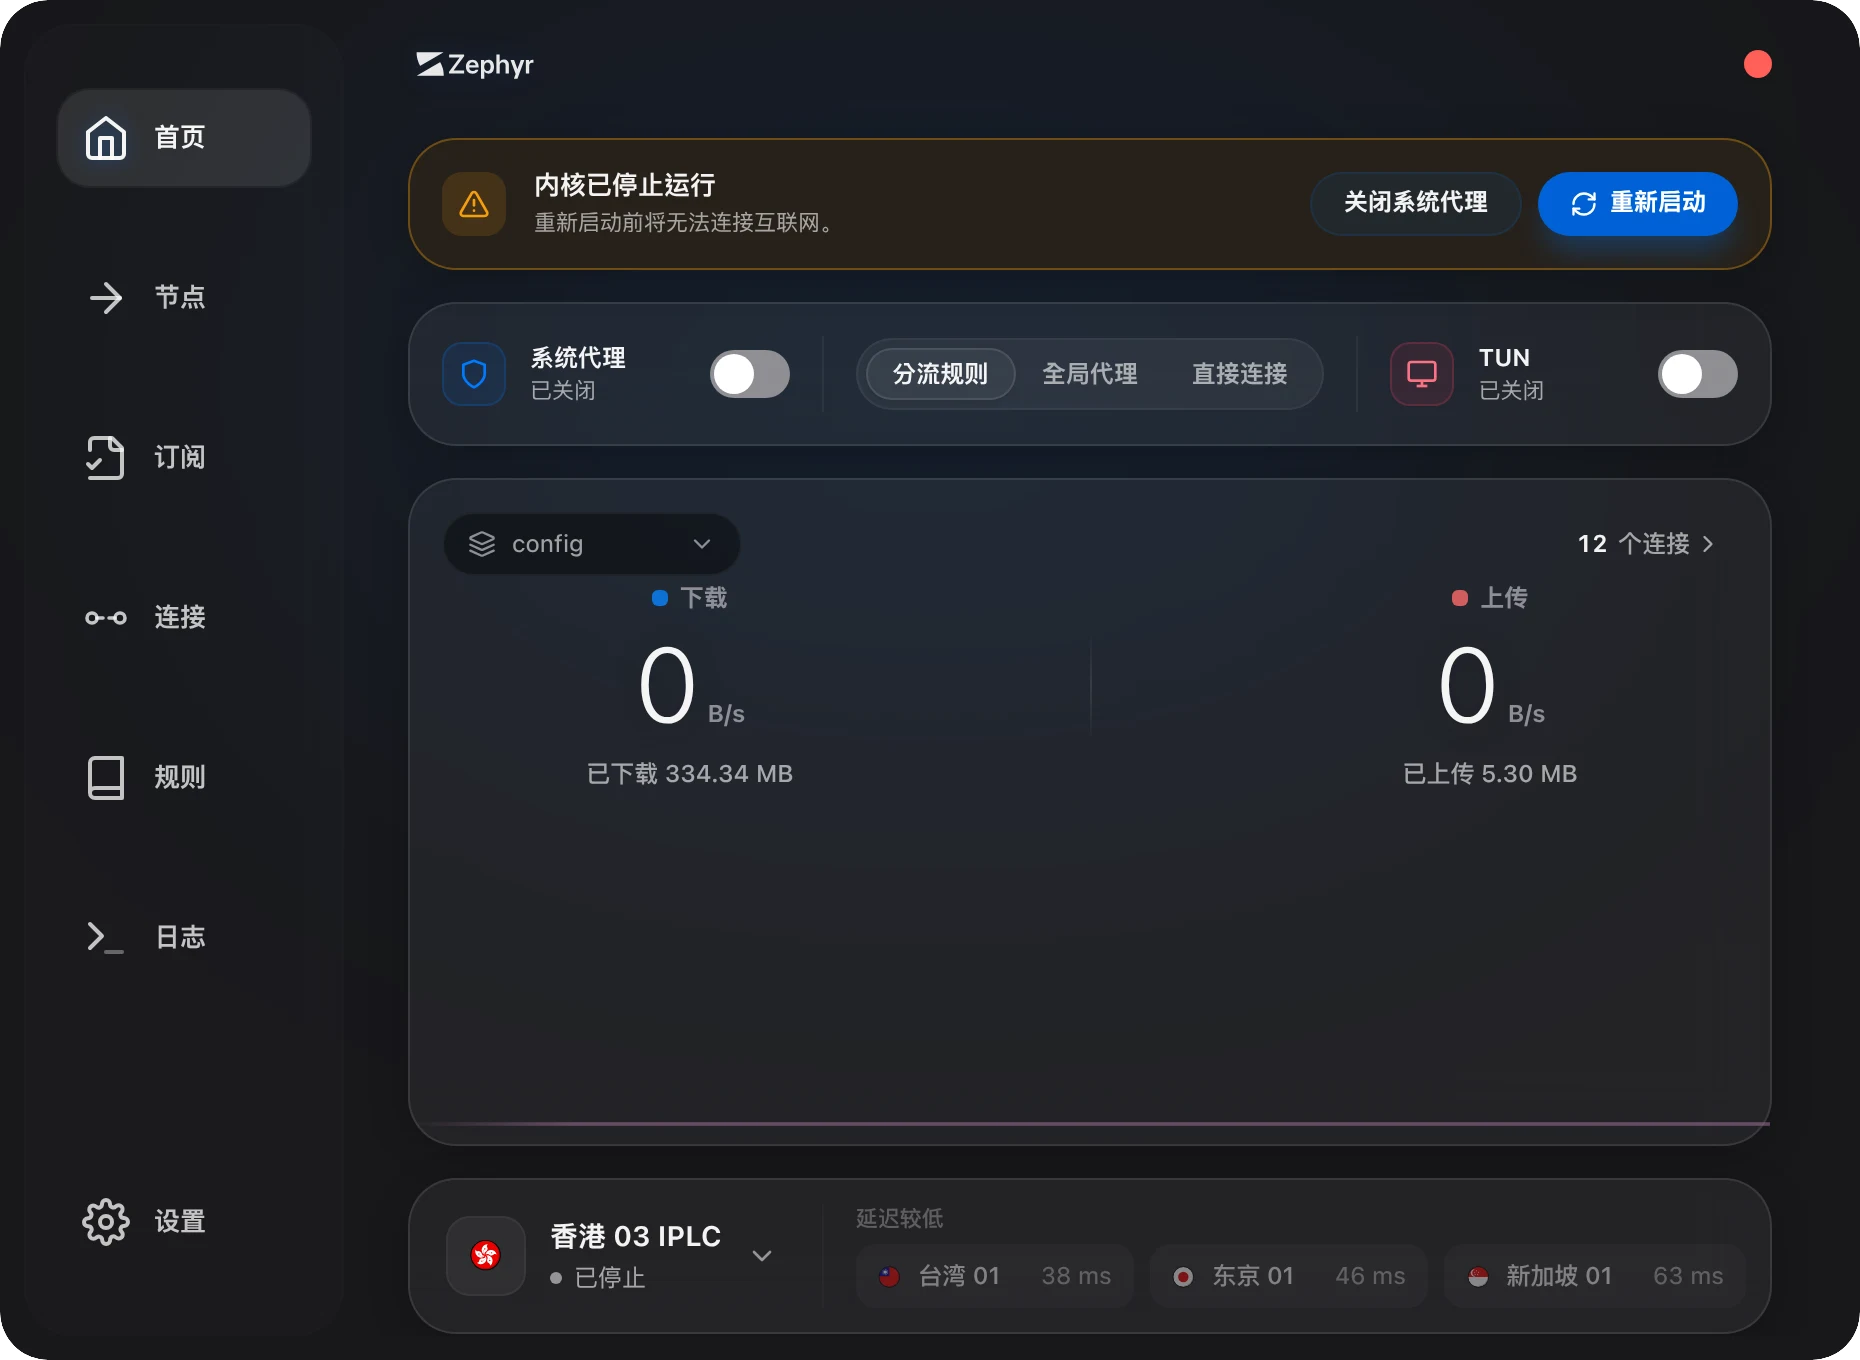 Zephyr
首页
节点
订阅
连接
规则
日志
设置
内核已停止运行
重新启动前将无法连接互联网。
关闭系统代理
重新启动
系统代理
已关闭
分流规则
全局代理
直接连接
TUN
已关闭
config
12 个连接
下载
0 B/s
已下载 334.34 MB
上传
0 B/s
已上传 5.30 MB
香港 03 IPLC
已停止
延迟较低
台湾 01 38 ms
东京 01 46 ms
新加坡 01 63 ms